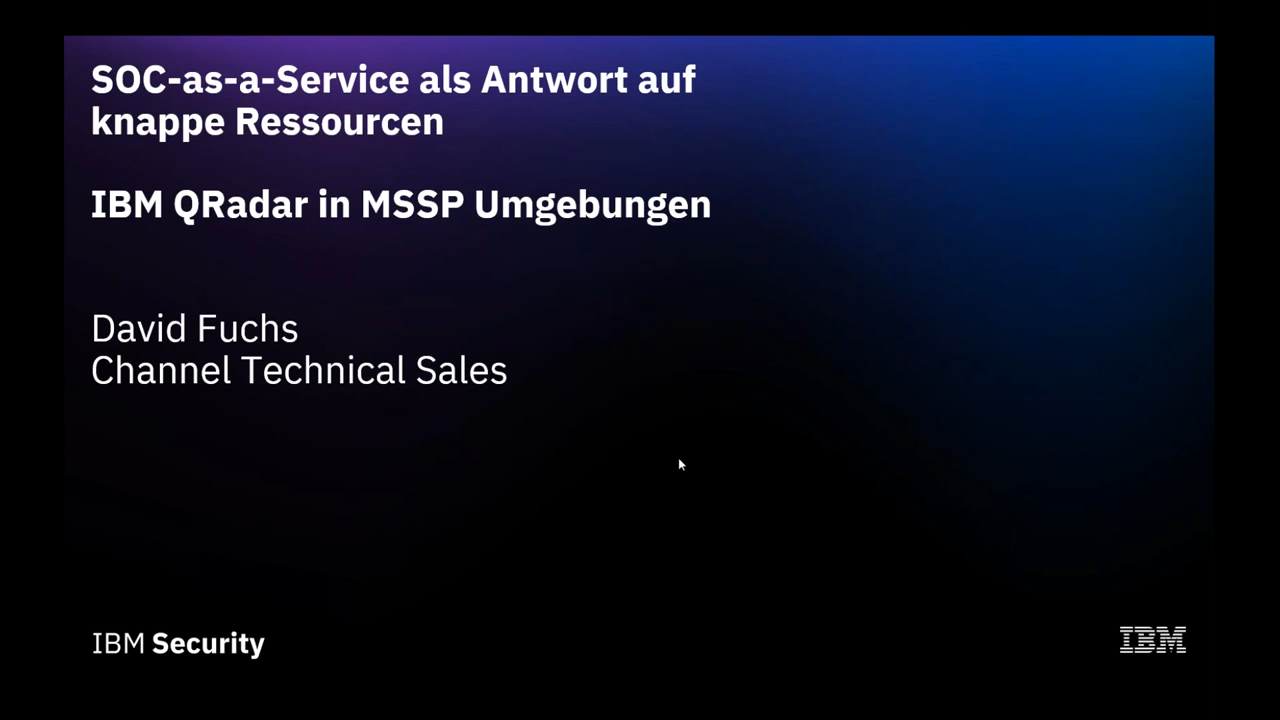 SOC-as-a-Service als Antwort auf
knappe Ressourcen
IBM QRadar in MSSP Umgebungen
David Fuchs
Channel Technical Sales
IBM Security
IBM